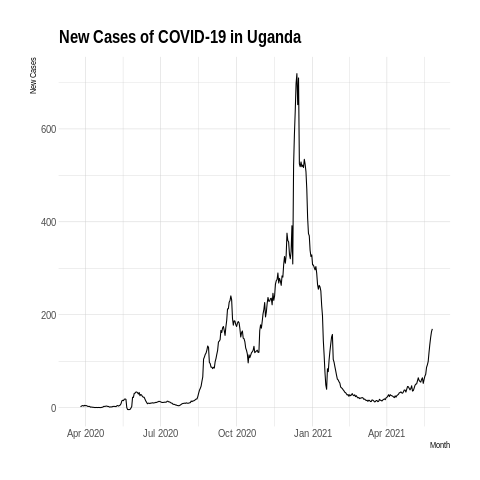 New Cases of COVID-19 in Uganda
New Cases
600
400
200
0
Apr 2020 Jul 2020 Oct 2020 Jan 2021 Apr 2021
Month